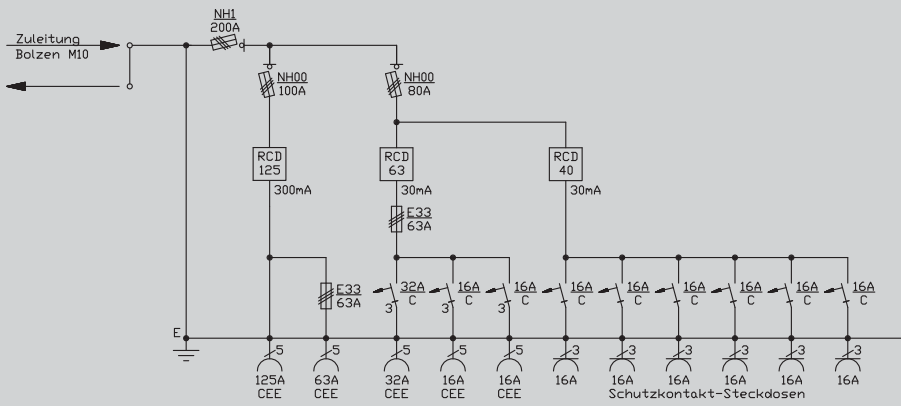 NH1
200A
Zuleitung
Bolzen M10
NH00
100A
NH00
80A
RCD
125
300mA
RCD
63
30mA
RCD
40
30mA
E33
63A
E33
63A
32A
C
3
16A
C
3
16A
C
3
16A
C
16A
C
16A
C
16A
C
16A
C
16A
C
E
5
5
5
5
5
3
3
3
3
3
3
125A
CEE
63A
CEE
32A
CEE
16A
CEE
16A
CEE
16A
16A
16A
16A
16A
16A
Schutzkontakt-Steckdosen